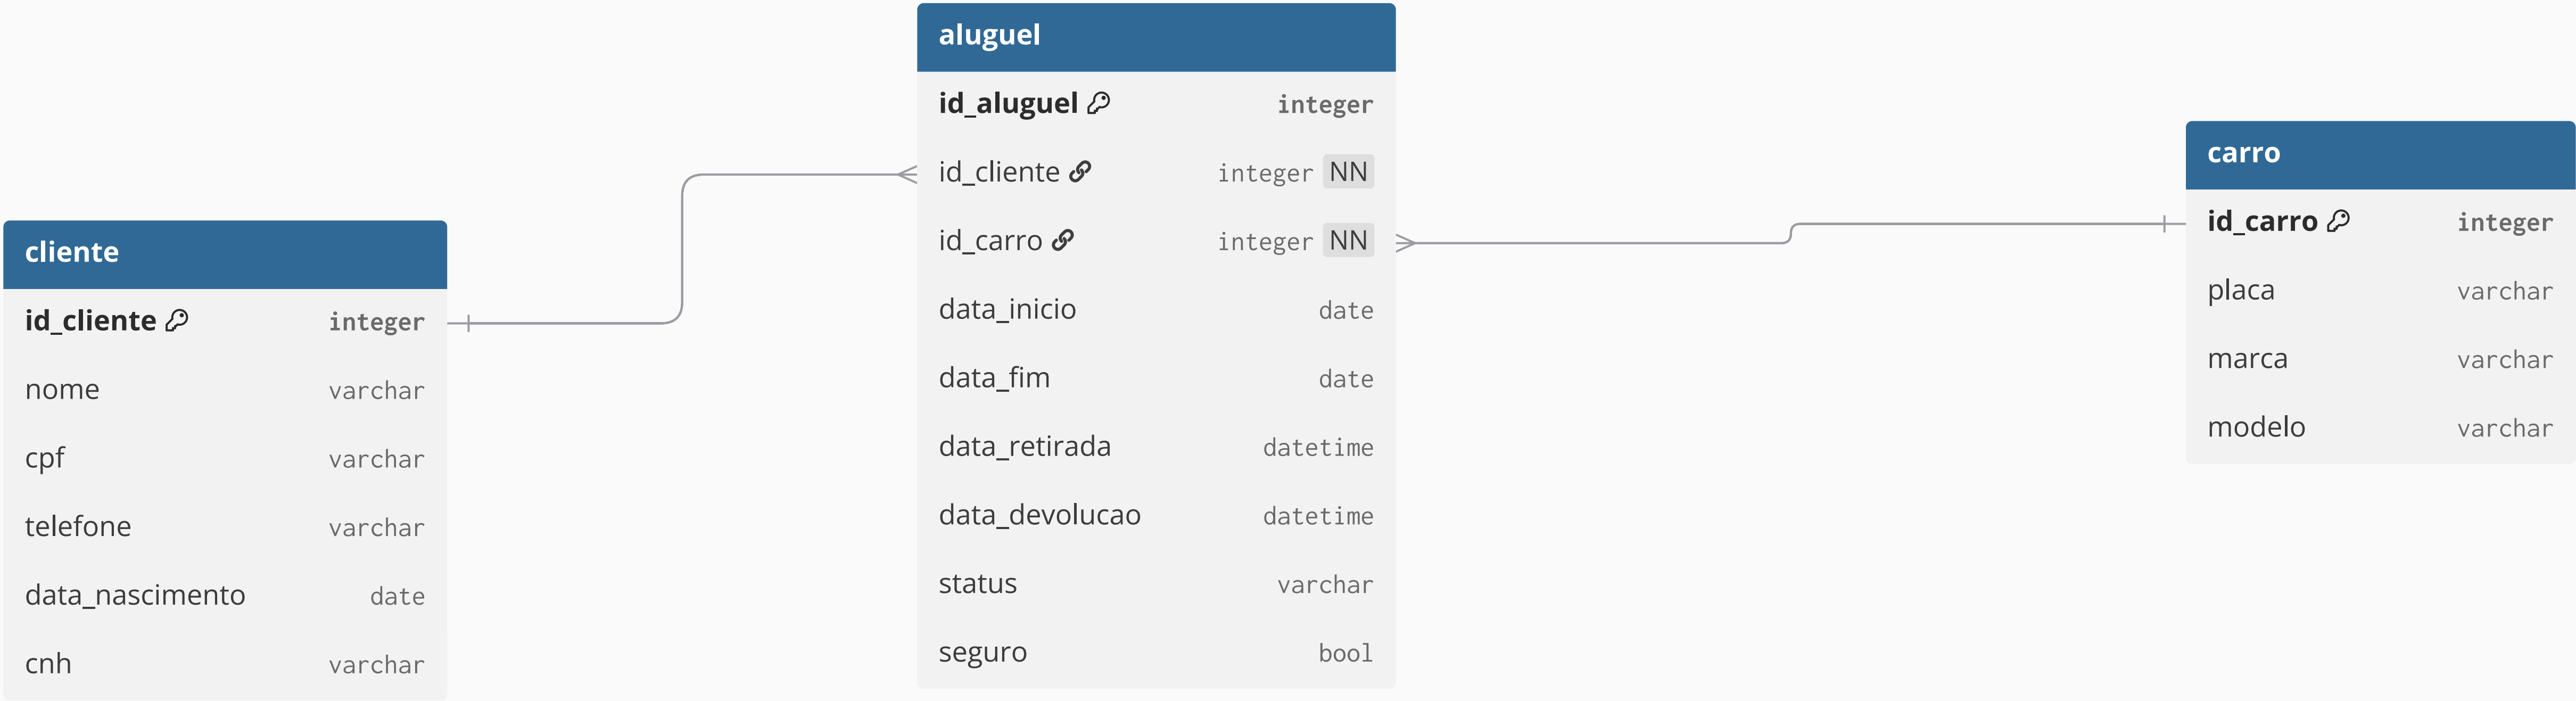 cliente
id_cliente integer
nome varchar
cpf varchar
telefone varchar
data_nascimento date
cnh varchar
aluguel
id_aluguel integer
id_cliente integer NN
id_carro integer NN
data_inicio date
data_fim date
data_retirada datetime
data_devolucao datetime
status varchar
seguro bool
carro
id_carro integer
placa varchar
marca varchar
modelo varchar